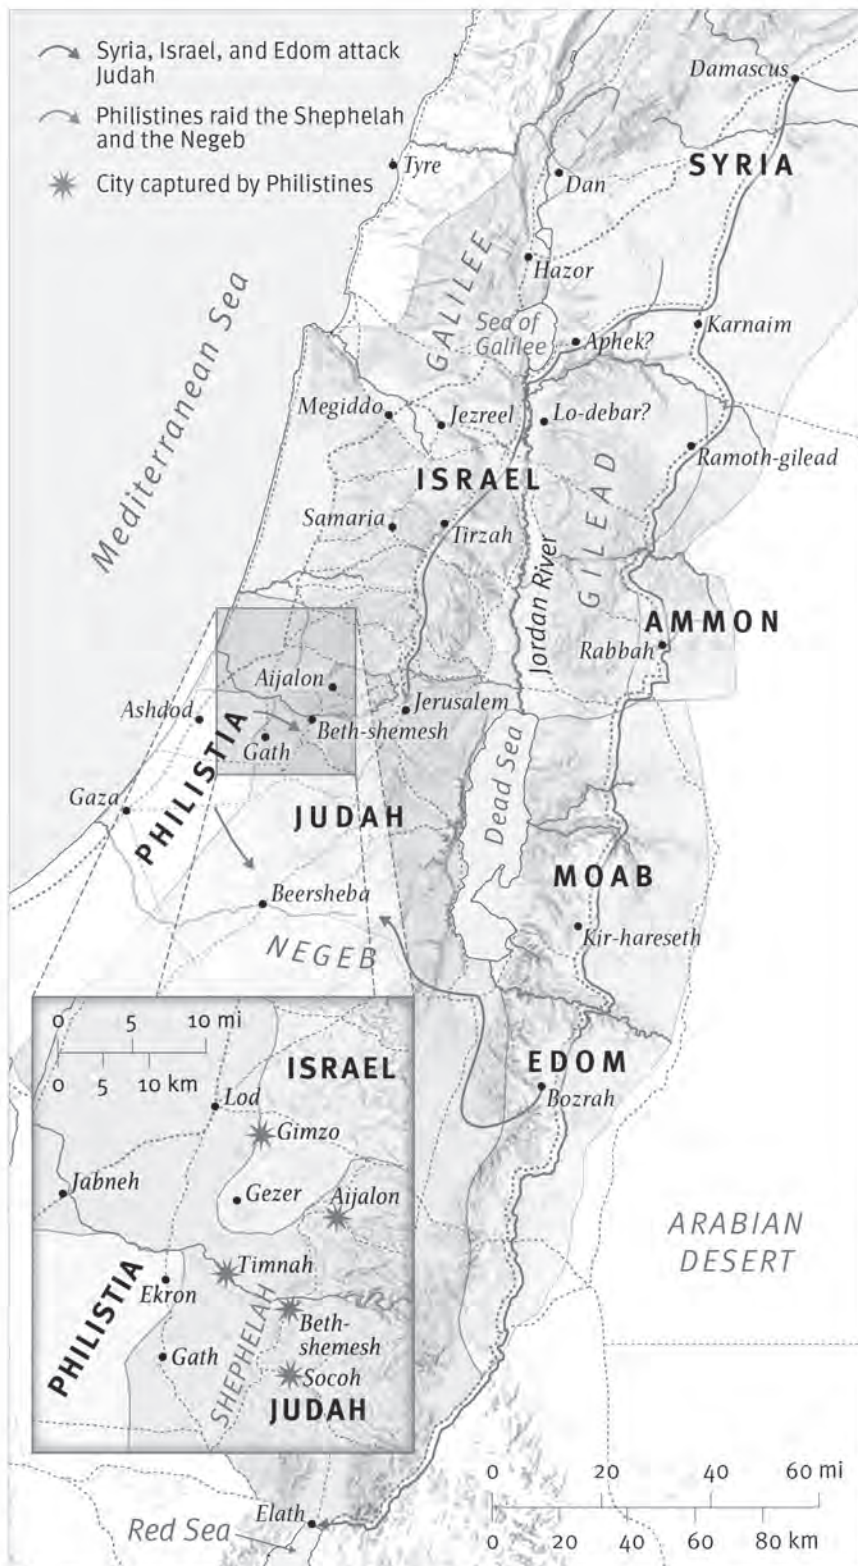 Syria, Israel, and Edom attack
Judah
Philistines raid the Shephelah
and the Negeb
City captured by Philistines
Damascus
SYRIA
Tyre
Dan
GALILEE
Hazor
Mediterranean Sea
Sea of
Galilee
Aphek?
Karnaim
Megiddo
Jezreel
Lo-debar?
Ramoth-gilead
ISRAEL
GILEAD
Samaria
Tirzah
Jordan River
AMMON
Rabbah
Aijalon
Ashdod
Jerusalem
Beth-shemesh
Gath
PHILISTIA
Gaza
JUDAH
Dead Sea
MOAB
Beersheba
Kir-hareseth
NEGEB
EDOM
Bozrah
ARABIAN
DESERT
0 5 10 mi
0 5 10 km
ISRAEL
Lod
Gimzo
Jabneh
Gezer
Aijalon
Timnah
PHILISTIA
Ekron
Beth-
shemesh
Gath
SHEPHELAH
Socoh
JUDAH
Elath
Red Sea
0 20 40 60 mi
0 20 40 60 80 km